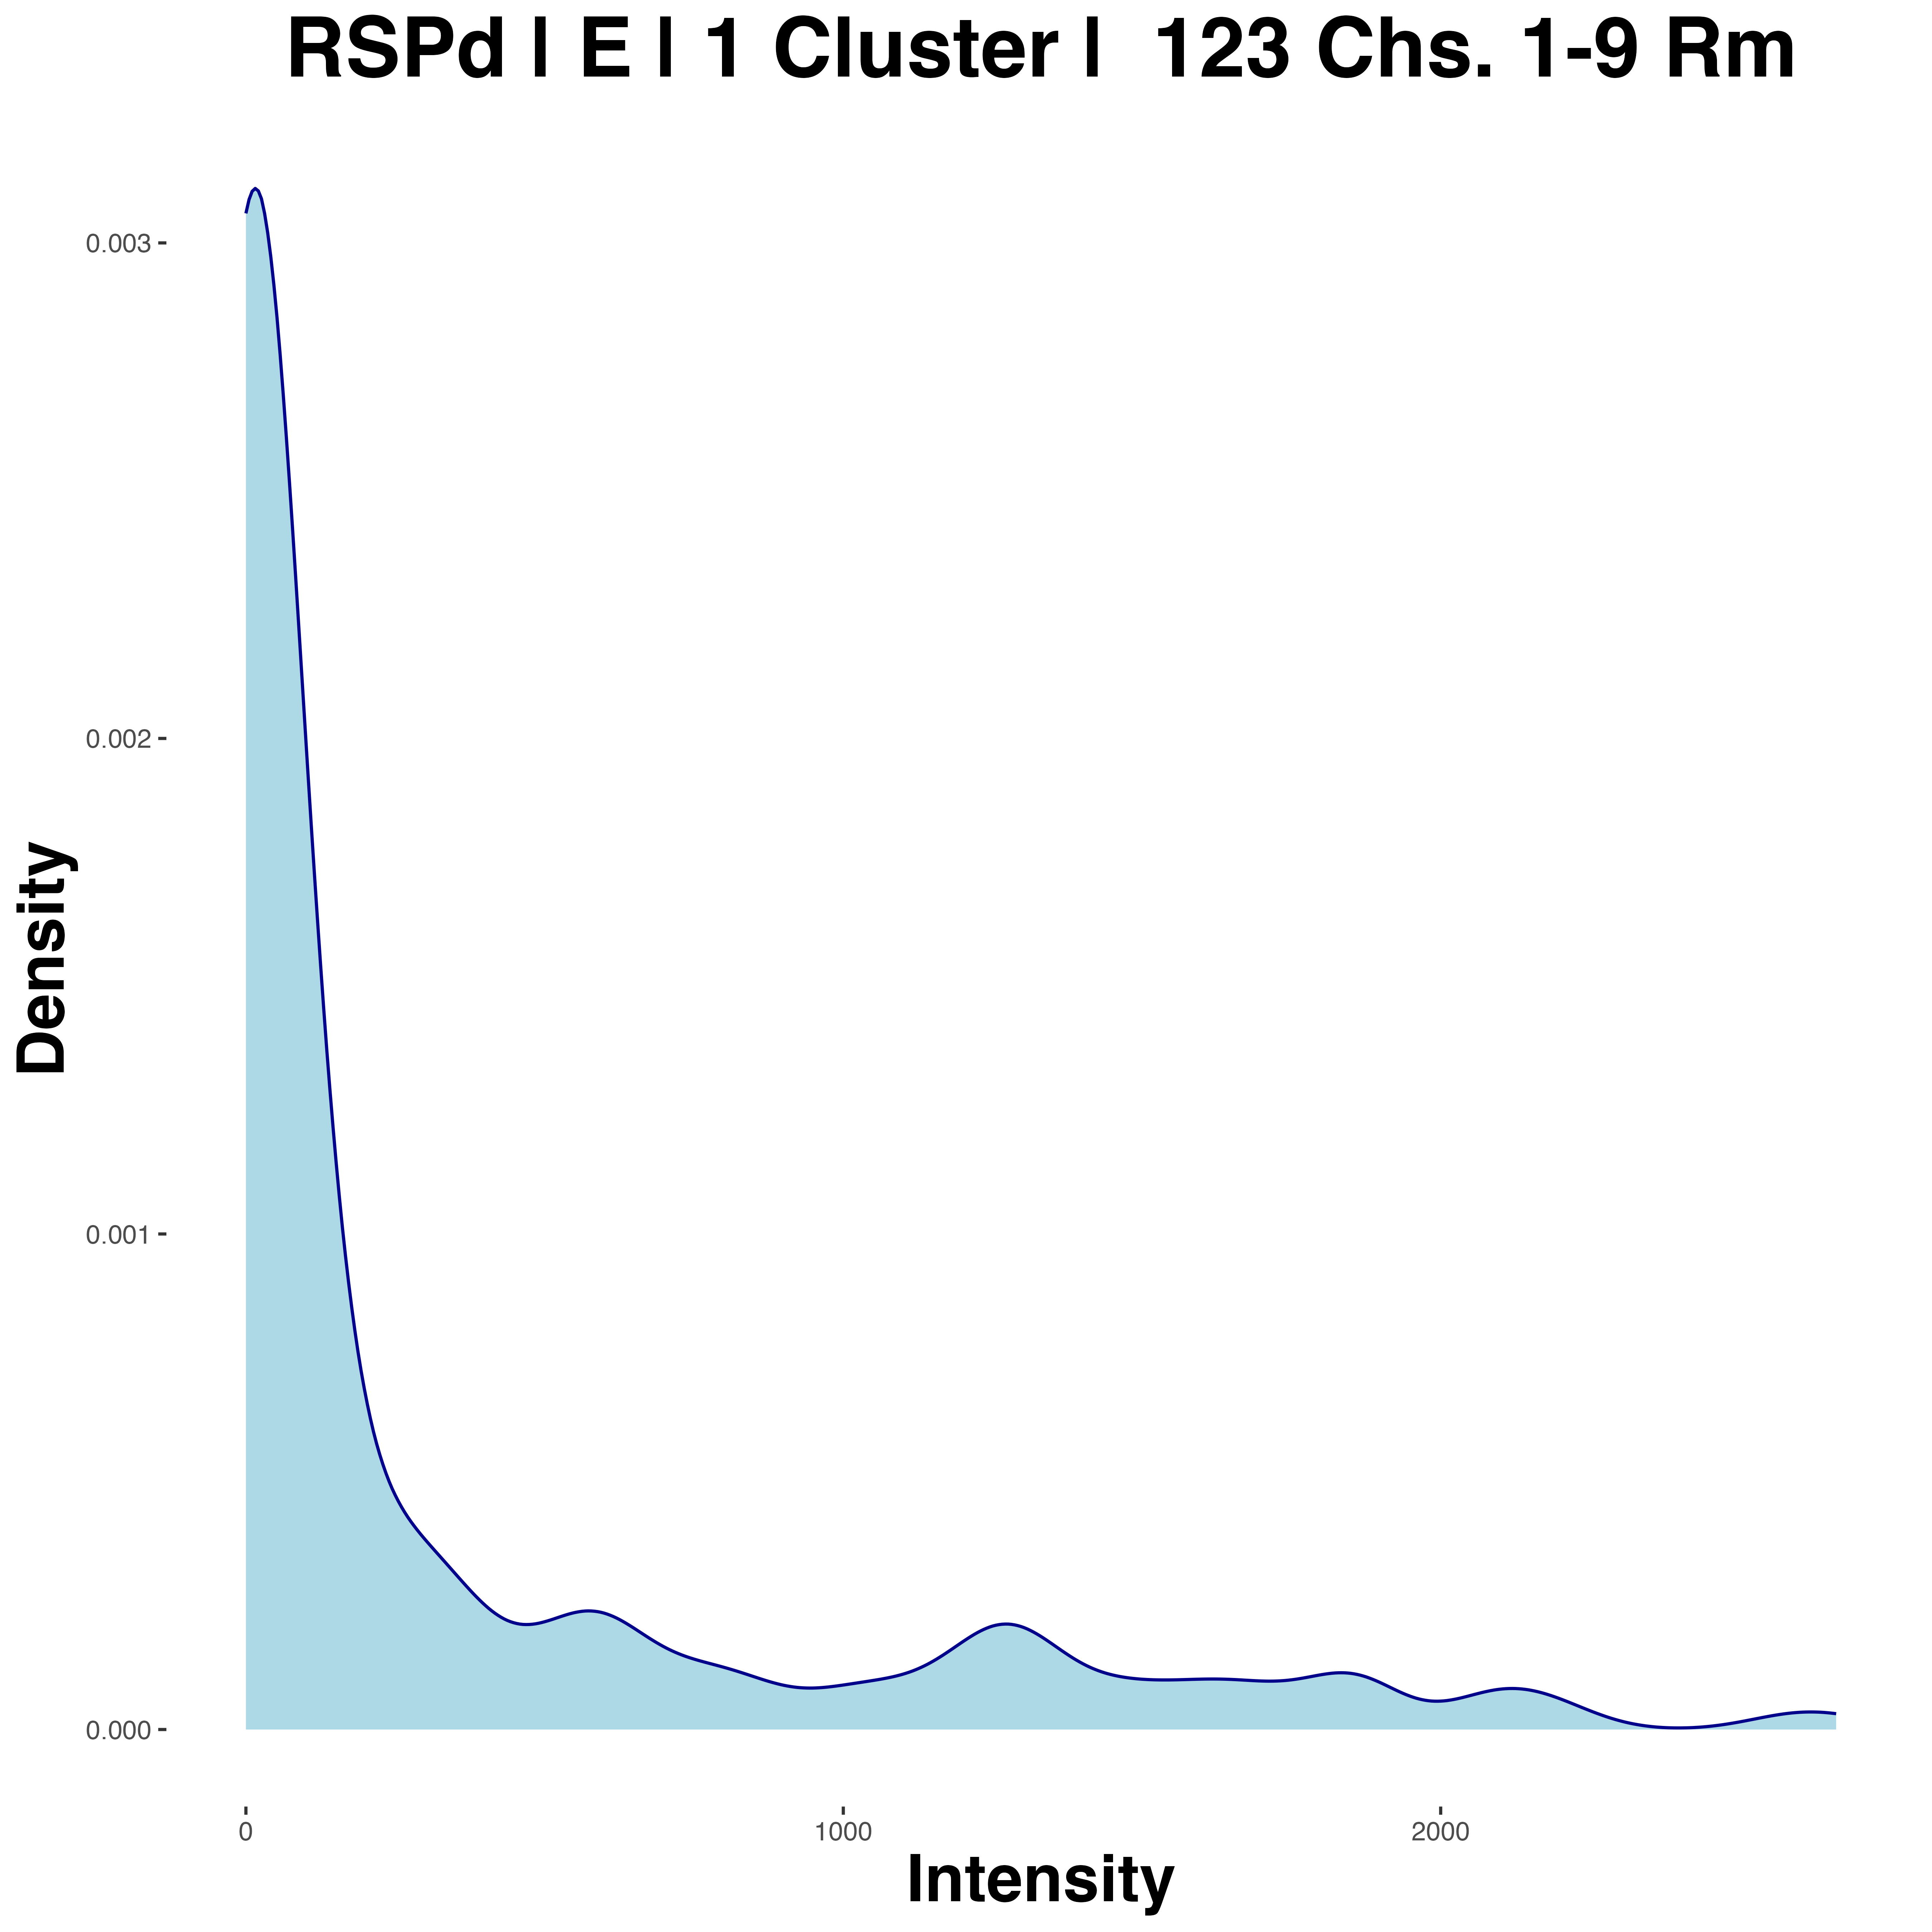 RSPd | E | 1 Cluster |  123 Chs. 1-9 Rm
0.003
0.002
0.001
0.000
Density
0
1000
2000
Intensity